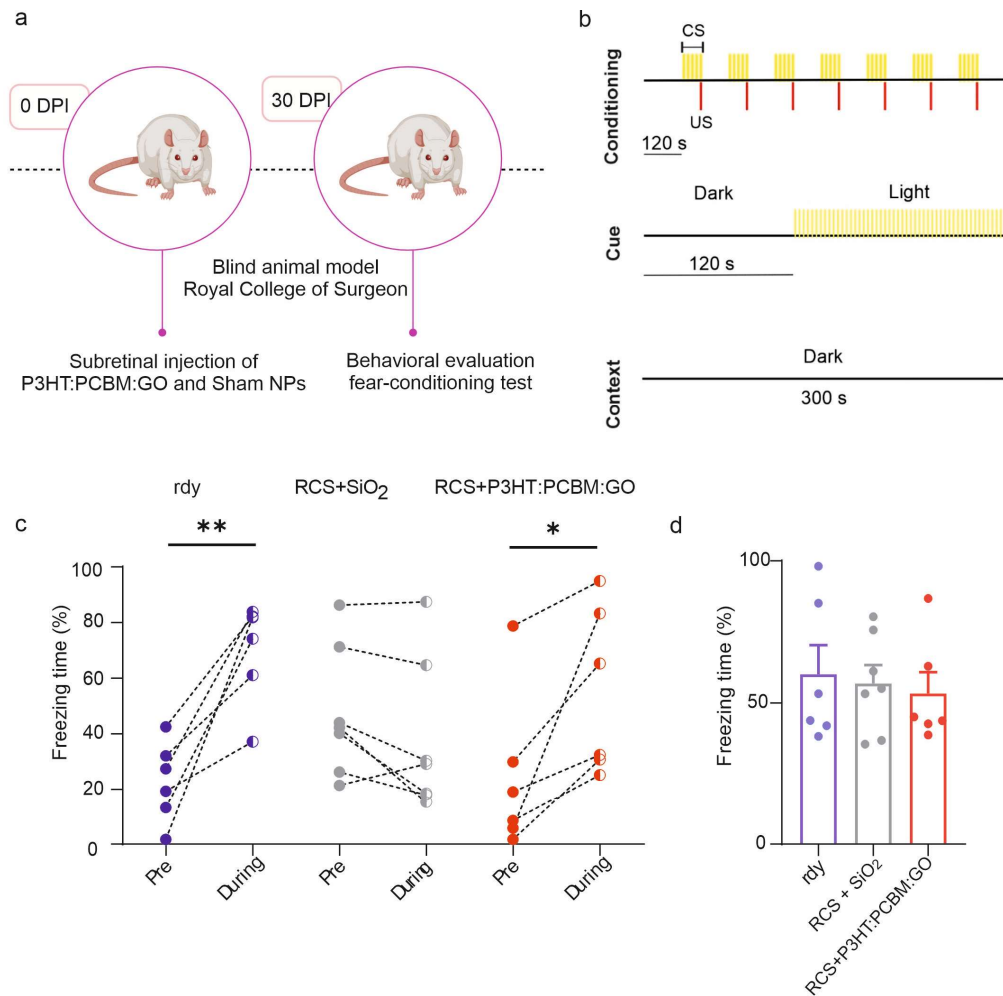 a
0 DPI
30 DPI
Blind animal model
Royal College of Surgeon
Subretinal injection of
P3HT:PCBM:GO and Sham NPs
Behavioral evaluation
fear-conditioning test
b
Conditioning
CS
US
120 s
Cue
Dark
Light
120 s
Context
Dark
300 s
c
rdy
RCS+SiO2
RCS+P3HT:PCBM:GO
**
*
Freezing time (%)
100
80
60
40
20
0
Pre
During
Pre
During
Pre
During
d
Freezing time (%)
100
50
0
rdy
RCS + SiO2
RCS+P3HT:PCBM:GO